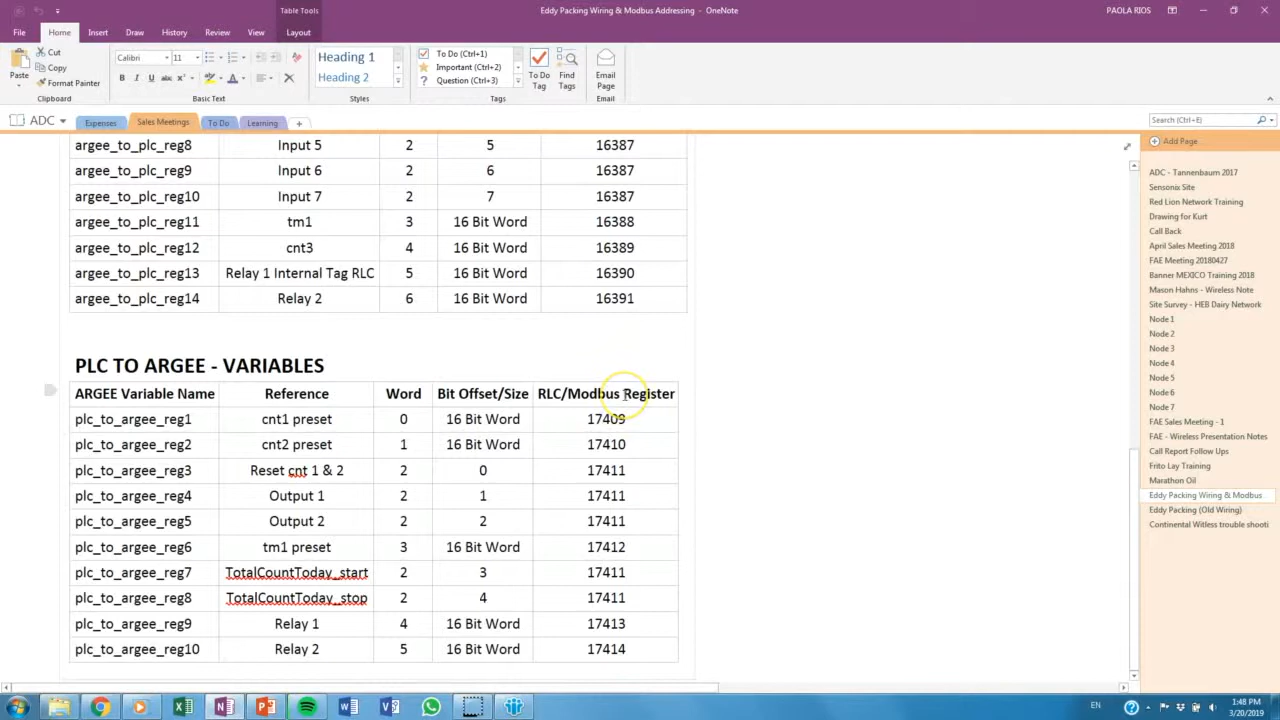 Table Tools
Eddy Packing Wiring & Modbus Addressing - OneNote
PAOLA RIOS
File Home Insert Draw History Review View Layout
Paste
Cut
Copy
Format Painter
Clipboard
Calibri 11
B I U abc x² A
Basic Text
Heading 1
Heading 2
Styles
To Do (Ctrl+1)
Important (Ctrl+2)
Question (Ctrl+3)
Tags
To Do Tag
Find Tags
Email Page
Email
ADC Expenses Sales Meetings To Do Learning
Search (Ctrl+E)
argee_to_plc_reg8 Input 5 2 5 16387
argee_to_plc_reg9 Input 6 2 6 16387
argee_to_plc_reg10 Input 7 2 7 16387
argee_to_plc_reg11 tm1 3 16 Bit Word 16388
argee_to_plc_reg12 cnt3 4 16 Bit Word 16389
argee_to_plc_reg13 Relay 1 Internal Tag RLC 5 16 Bit Word 16390
argee_to_plc_reg14 Relay 2 6 16 Bit Word 16391
PLC TO ARGEE - VARIABLES
ARGEE Variable Name Reference Word Bit Offset/Size RLC/Modbus Register
plc_to_argee_reg1 cnt1 preset 0 16 Bit Word 17409
plc_to_argee_reg2 cnt2 preset 1 16 Bit Word 17410
plc_to_argee_reg3 Reset cnt 1 & 2 2 0 17411
plc_to_argee_reg4 Output 1 2 1 17411
plc_to_argee_reg5 Output 2 2 2 17411
plc_to_argee_reg6 tm1 preset 3 16 Bit Word 17412
plc_to_argee_reg7 TotalCountToday_start 2 3 17411
plc_to_argee_reg8 TotalCountToday_stop 2 4 17411
plc_to_argee_reg9 Relay 1 4 16 Bit Word 17413
plc_to_argee_reg10 Relay 2 5 16 Bit Word 17414
Add Page
ADC - Tannenbaum 2017
Sensonix Site
Red Lion Network Training
Drawing for Kurt
Call Back
April Sales Meeting 2018
FAE Meeting 20180427
Banner MEXICO Training 2018
Mason Hahns - Wireless Note
Site Survey - HEB Dairy Network
Node 1
Node 2
Node 3
Node 4
Node 5
Node 6
Node 7
FAE Sales Meeting - 1
FAE - Wireless Presentation Notes
Call Report Follow Ups
Frito Lay Training
Marathon Oil
Eddy Packing Wiring & Modbus
Eddy Packing (Old Wiring)
Continental Witless trouble shooti
EN
1:48 PM
3/20/2019